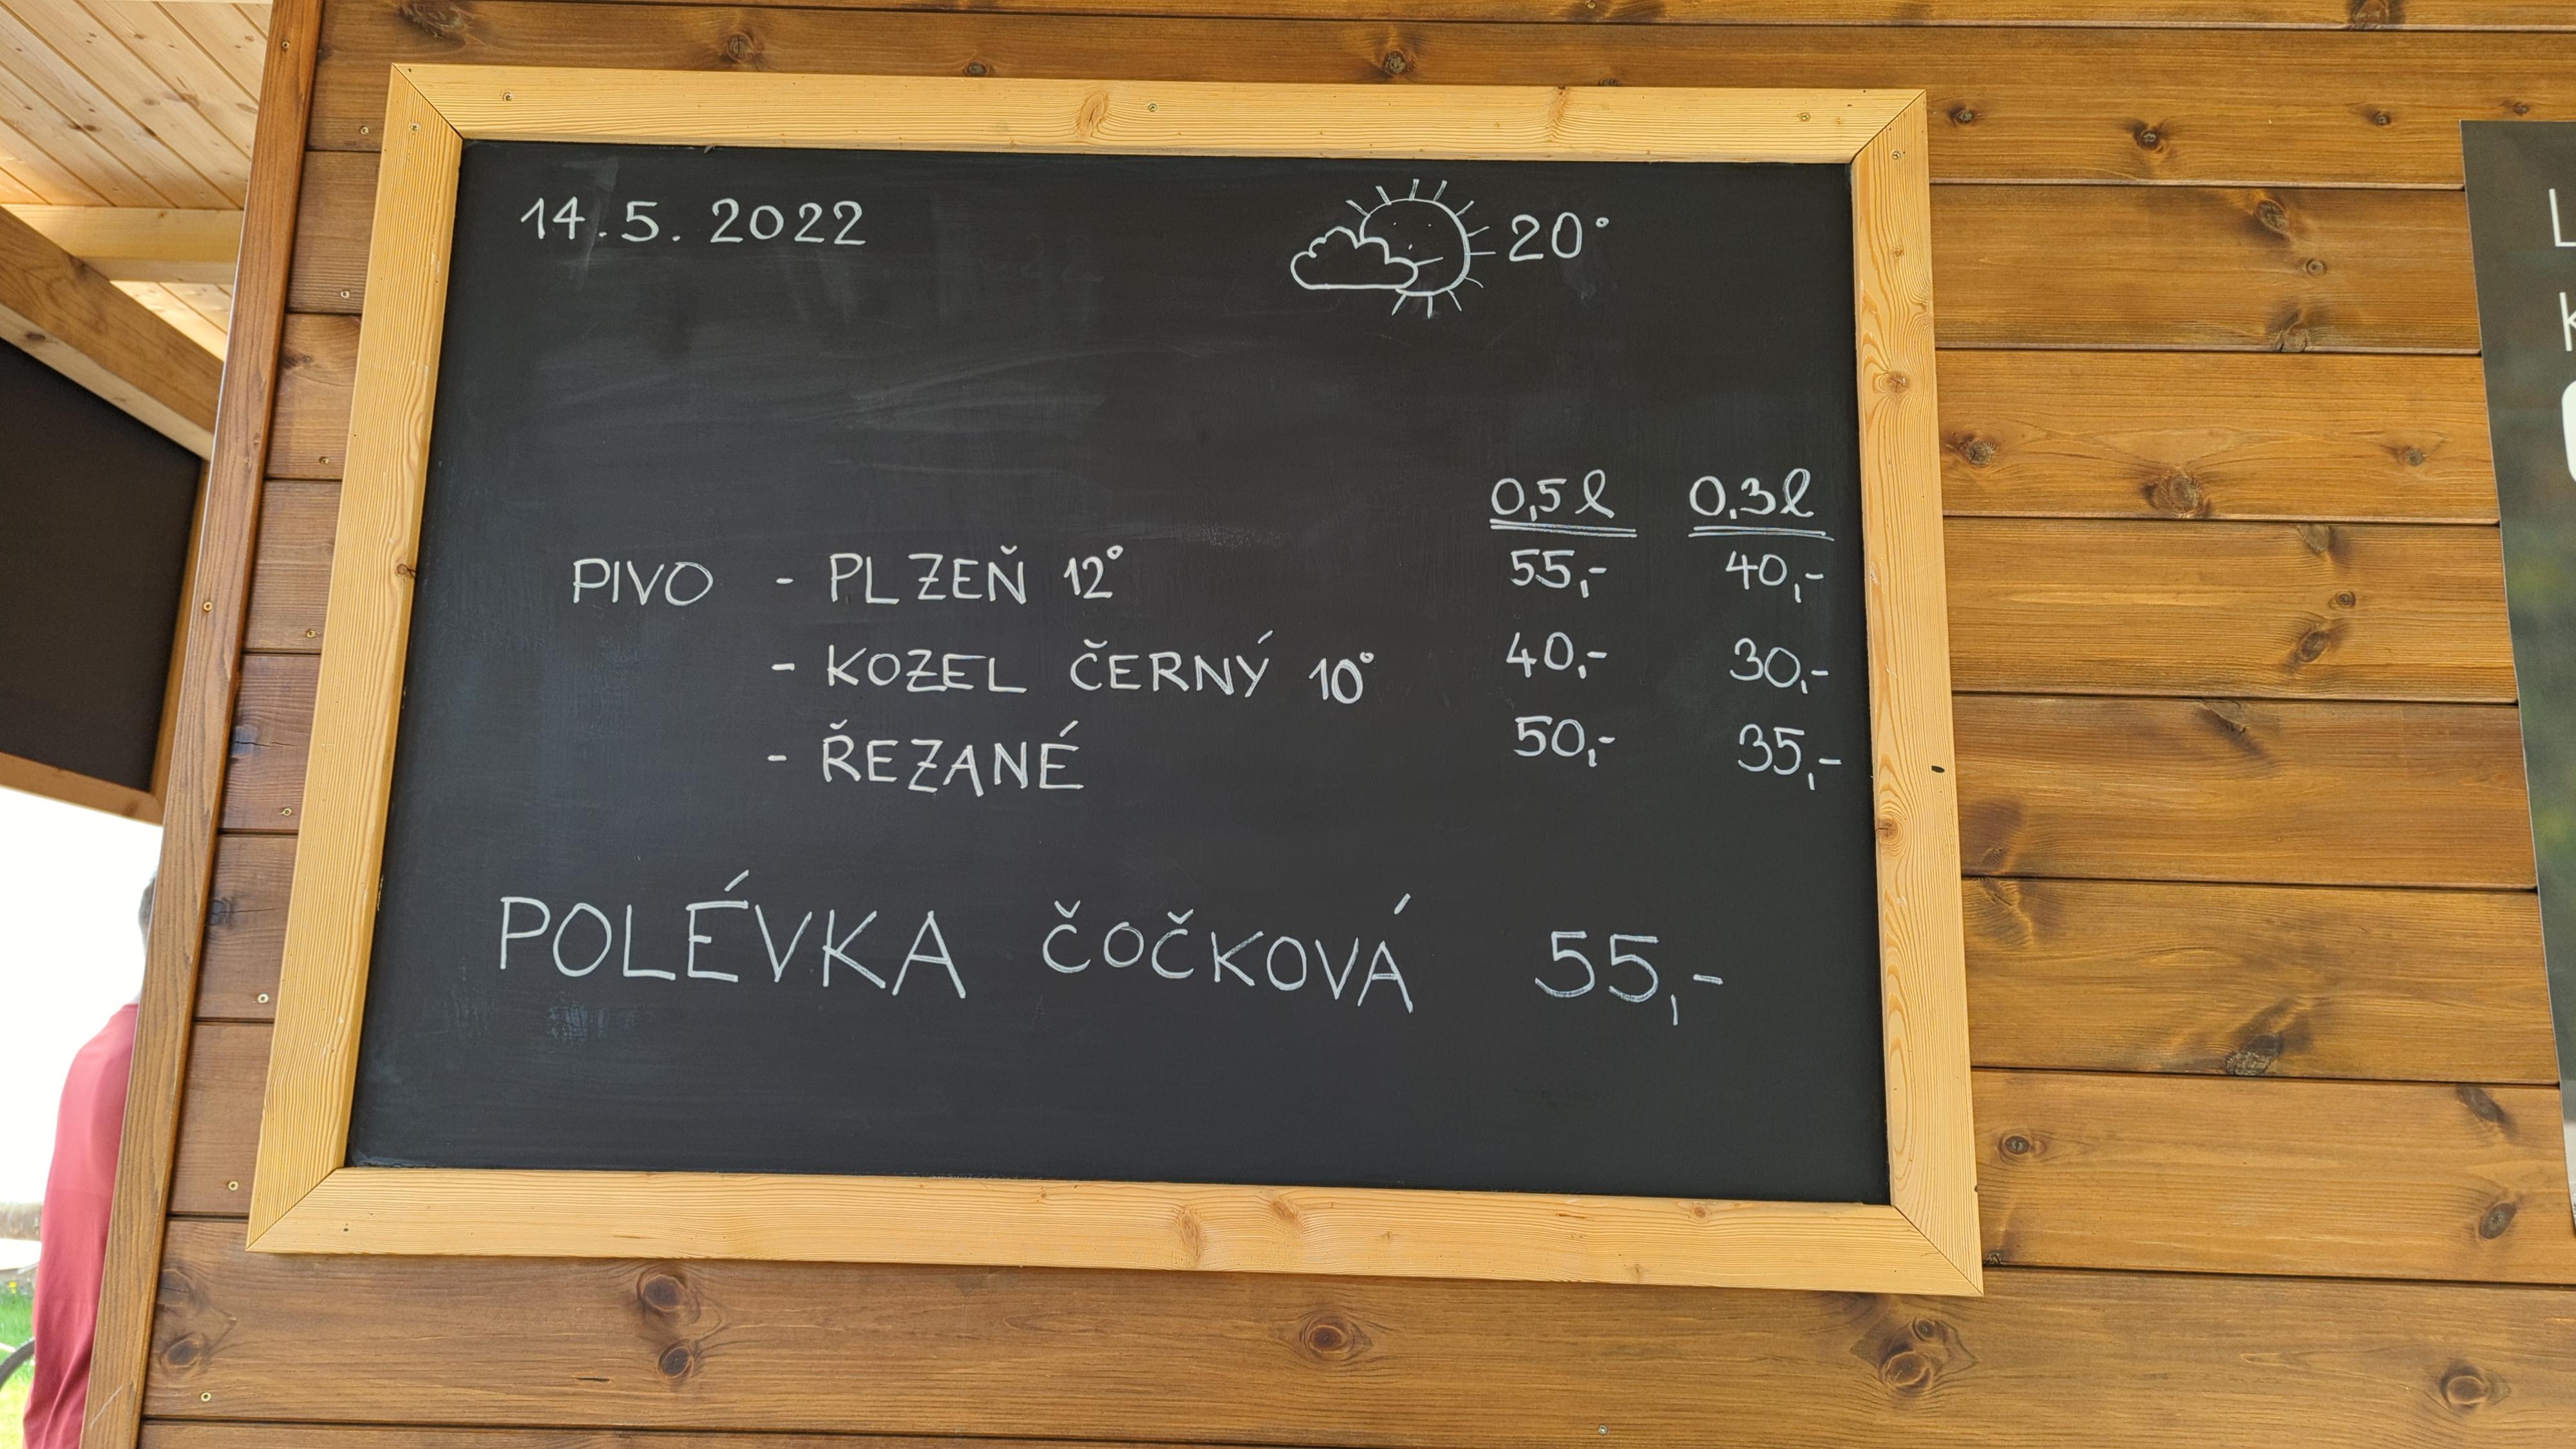 14.5.2022 20°
0,5l 0,3l
PIVO - PLZEŇ 12° 55,- 40,-
- KOZEL ČERNÝ 10° 40,- 30,-
- ŘEZANÉ 50,- 35,-
POLÉVKA ČOČKOVÁ 55,-
L
K